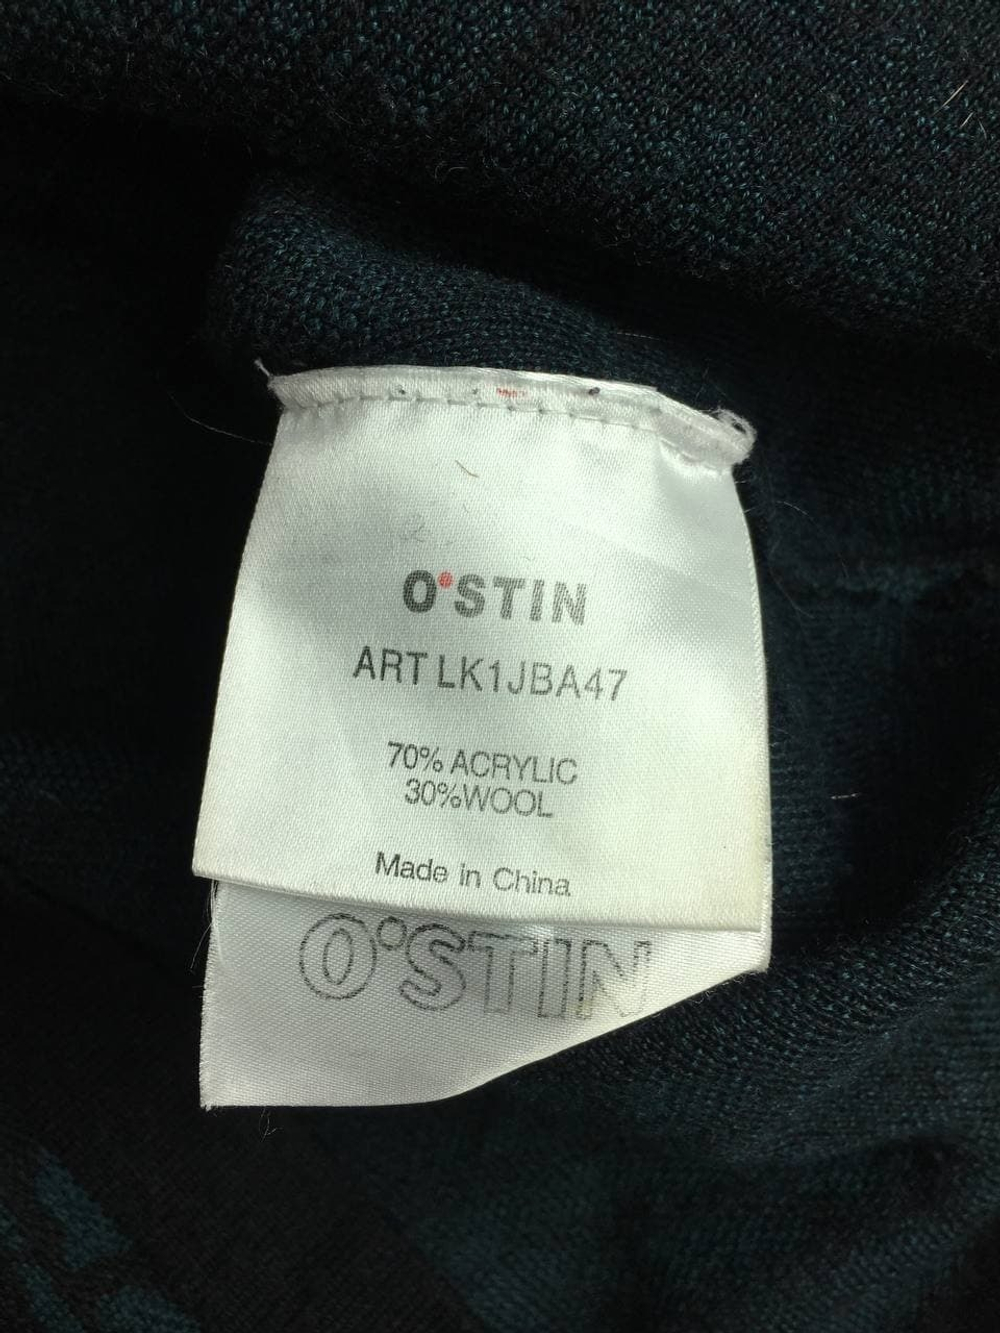 O'STIN
ART LK1JBA47
70% ACRYLIC
30%WOOL
Made in China
O'STIN